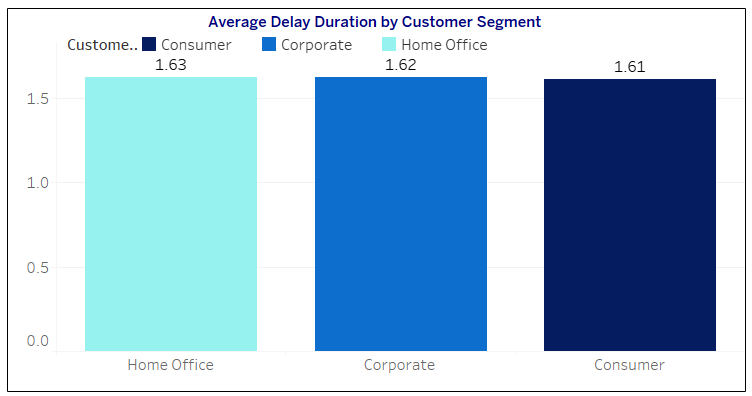 Average Delay Duration by Customer Segment
Custome.. Consumer Corporate Home Office
1.63 1.62 1.61
1.5
1.0
0.5
0.0
Home Office Corporate Consumer